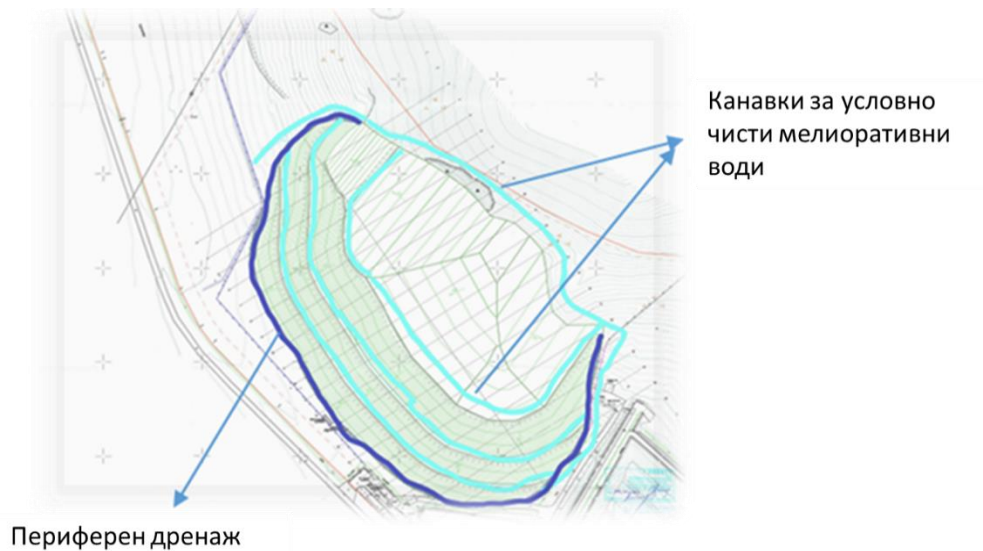 Канавки за условно
чисти мелиоративни
води
Периферен дренаж